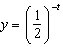 y = (1/2)^{-t}